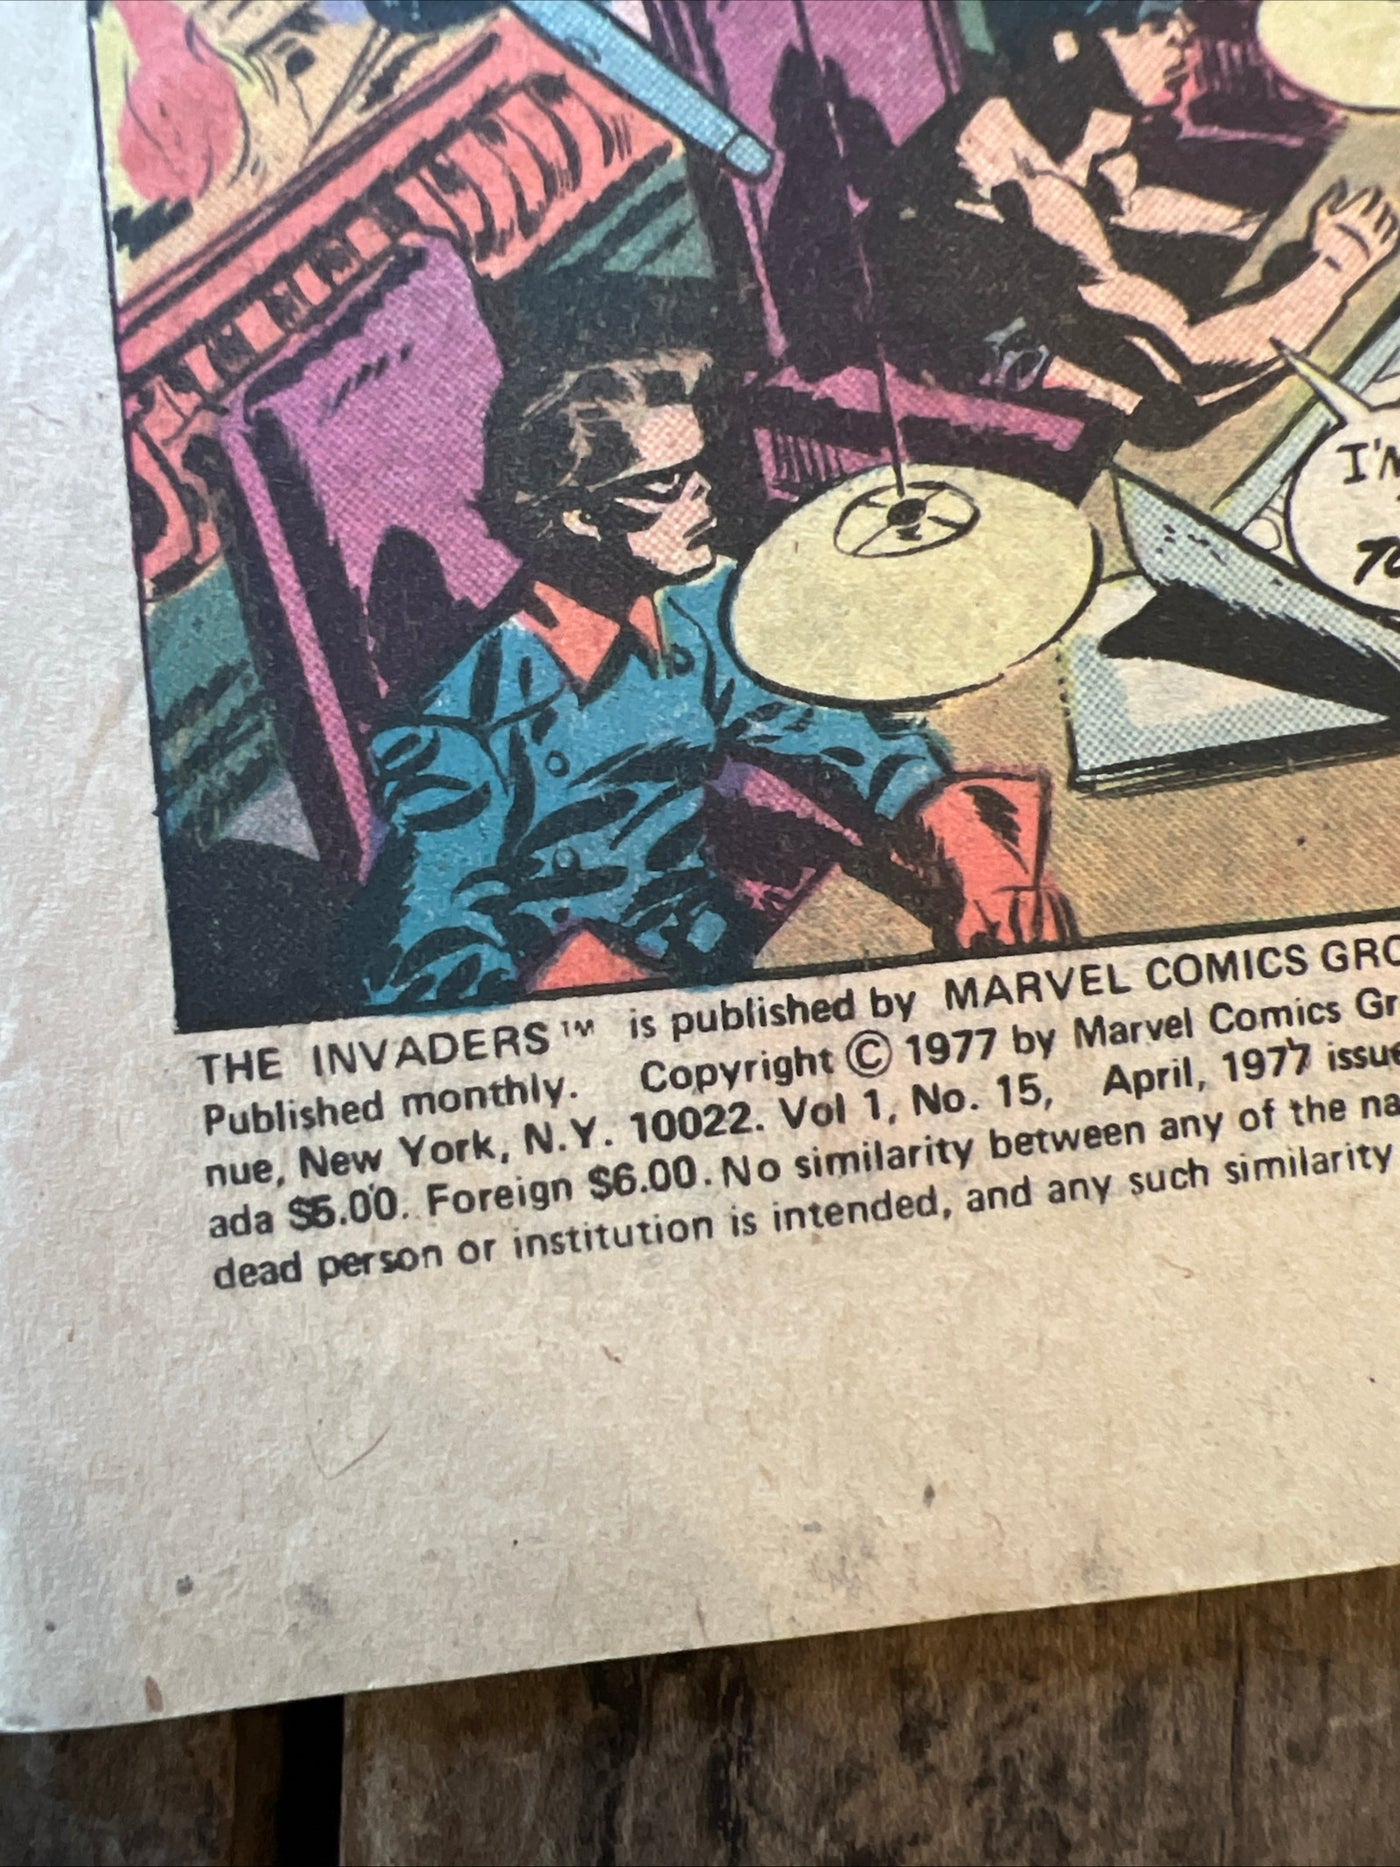 I'M
THE INVADERS™ is published by MARVEL COMICS GRO
Published monthly. Copyright © 1977 by Marvel Comics Gr
nue, New York, N.Y. 10022. Vol 1, No. 15, April, 1977 issue
ada $5.00. Foreign $6.00. No similarity between any of the na
dead person or institution is intended, and any such similarity